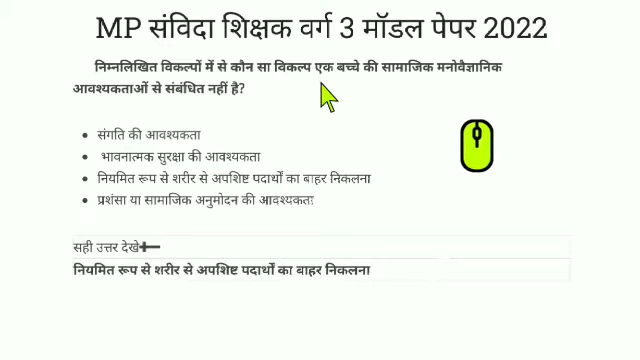 MP संविदा शिक्षक वर्ग 3 मॉडल पेपर 2022
निम्नलिखित विकल्पों में से कौन सा विकल्प एक बच्चे की सामाजिक मनोवैज्ञानिक
आवश्यकताओं से संबंधित नहीं है?
• संगति की आवश्यकता
• भावनात्मक सुरक्षा की आवश्यकता
• नियमित रूप से शरीर से अपशिष्ट पदार्थों का बाहर निकलना
• प्रशंसा या सामाजिक अनुमोदन की आवश्यकता
सही उत्तर देखे
नियमित रूप से शरीर से अपशिष्ट पदार्थों का बाहर निकलना